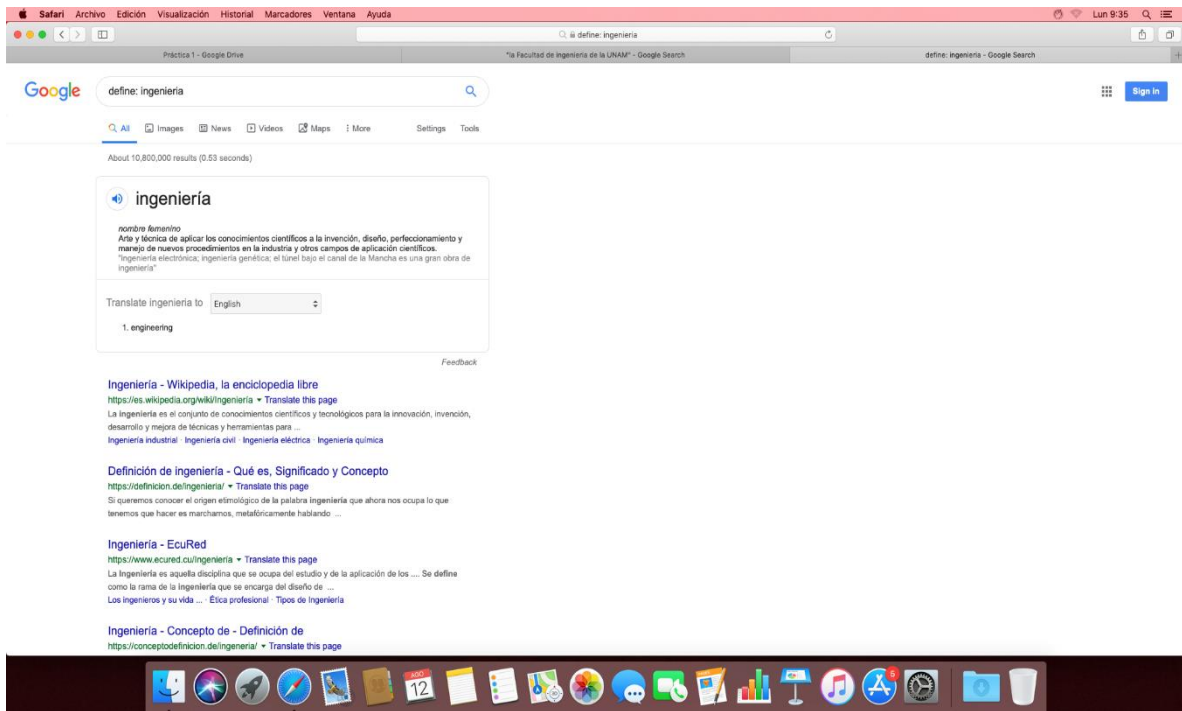 Safari Archivo Edición Visualización Historial Marcadores Ventana Ayuda
Lun 9:35
define: ingenieria
Práctica 1 - Google Drive
"la Facultad de ingenieria de la UNAM" - Google Search
define: ingenieria - Google Search
Google
define: ingenieria
Sign in
All Images News Videos Maps More Settings Tools
About 10,800,000 results (0.53 seconds)
ingeniería
nombre femenino
Arte y técnica de aplicar los conocimientos científicos a la invención, diseño, perfeccionamiento y
manejo de nuevos procedimientos en la industria y otros campos de aplicación científicos.
"ingeniería electrónica; ingeniería genética; el túnel bajo el canal de la Mancha es una gran obra de
ingeniería"
Translate ingenieria to English
1. engineering
Feedback
Ingeniería - Wikipedia, la enciclopedia libre
https://es.wikipedia.org/wiki/Ingeniería ▾ Translate this page
La ingeniería es el conjunto de conocimientos científicos y tecnológicos para la innovación, invención,
desarrollo y mejora de técnicas y herramientas para ...
Ingeniería industrial · Ingeniería civil · Ingeniería eléctrica · Ingeniería química
Definición de ingeniería - Qué es, Significado y Concepto
https://definicion.de/ingenieria/ ▾ Translate this page
Si queremos conocer el origen etimológico de la palabra ingeniería que ahora nos ocupa lo que
tenemos que hacer es marcharnos, metafóricamente hablando ...
Ingeniería - EcuRed
https://www.ecured.cu/Ingeniería ▾ Translate this page
La Ingeniería es aquella disciplina que se ocupa del estudio y de la aplicación de los .... Se define
como la rama de la ingeniería que se encarga del diseño de ...
Los ingenieros y su vida ... · Ética profesional · Tipos de Ingeniería
Ingeniería - Concepto de - Definición de
https://conceptodefinicion.de/ingeneria/ ▾ Translate this page
AGO
12
5